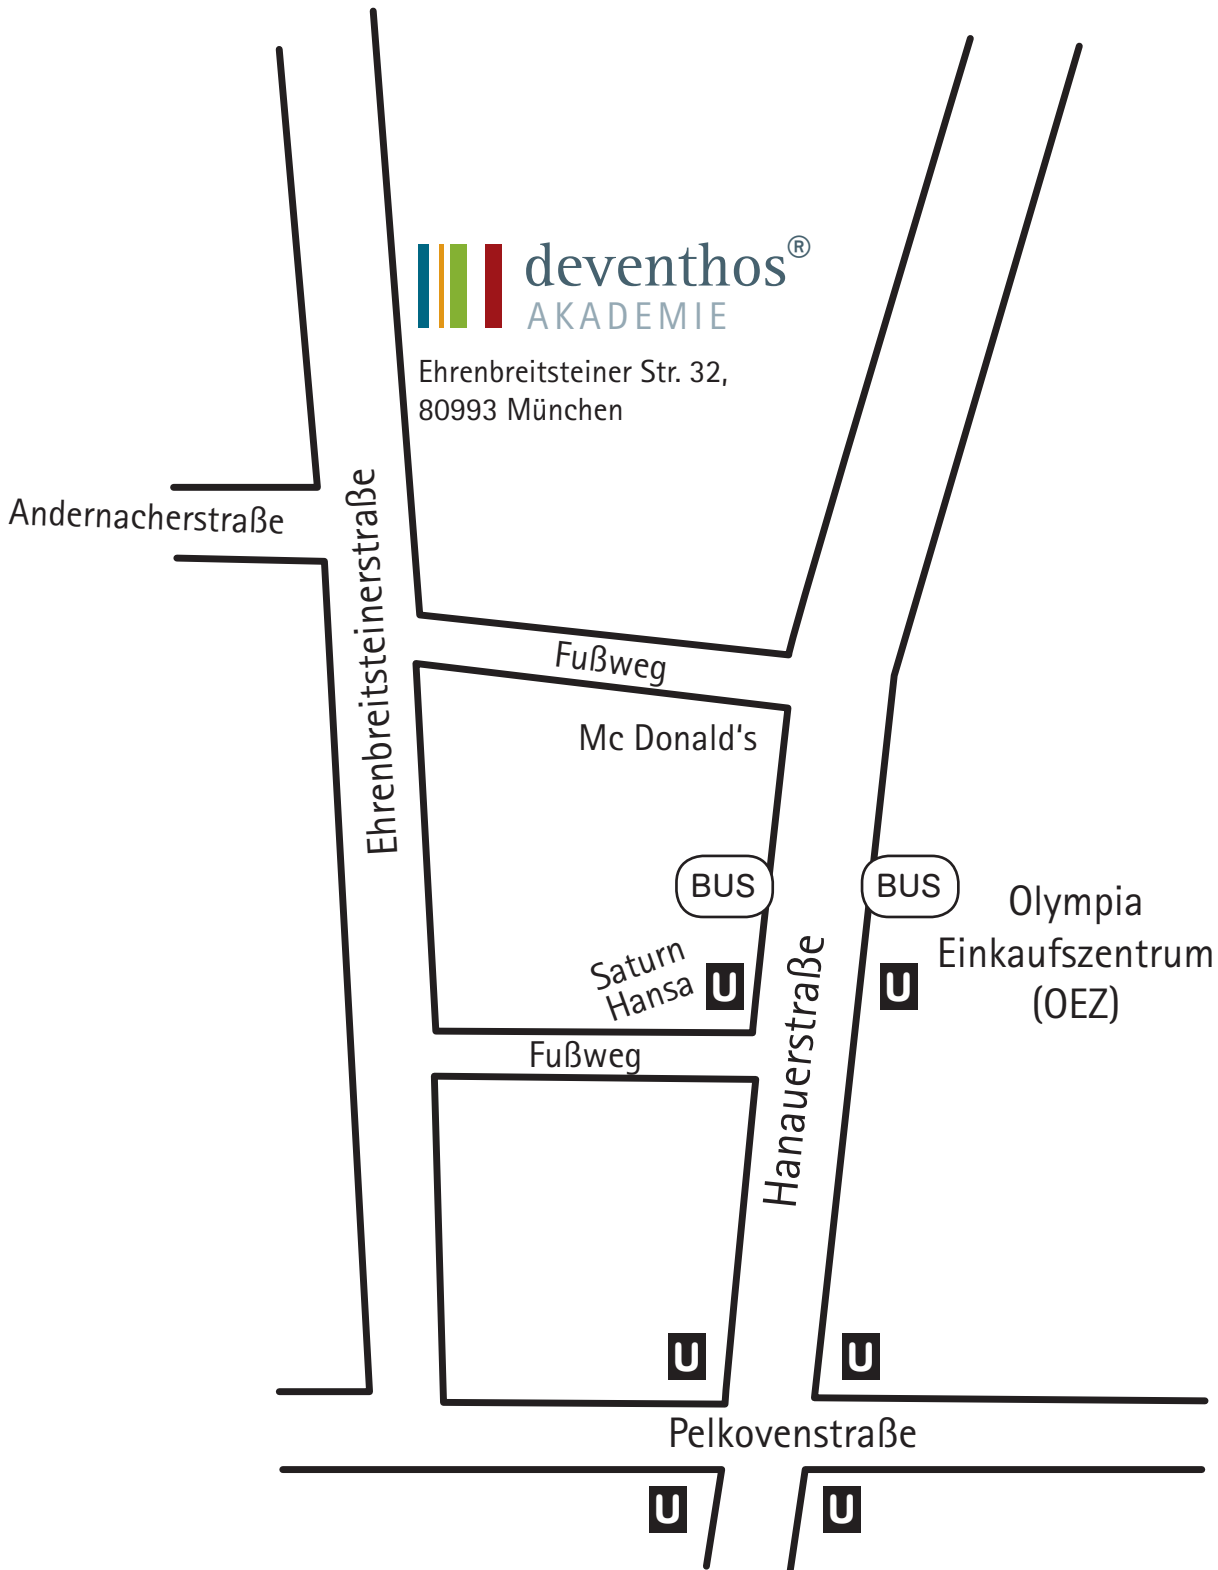 deventhos®
AKADEMIE
Ehrenbreitsteiner Str. 32,
80993 München
Andernacherstraße
Ehrenbreitsteinerstraße
Fußweg
Mc Donald‘s
BUS
BUS
Olympia
Einkaufszentrum
(OEZ)
Saturn
Hansa
U
U
Hanauerstraße
Fußweg
U
U
Pelkovenstraße
U
U